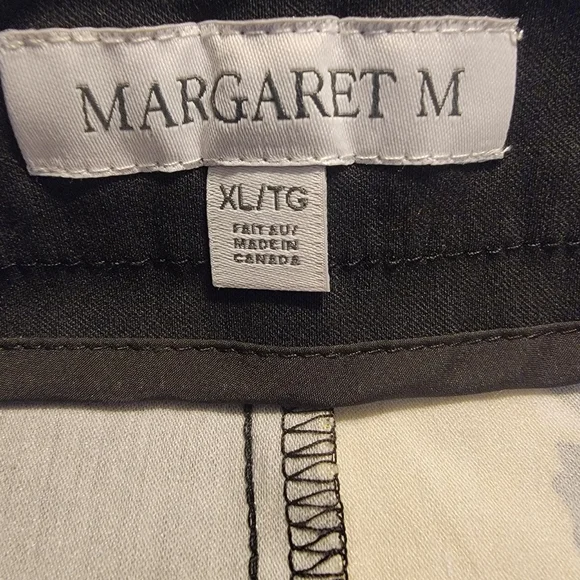 MARGARET M
XL/TG
FAIT AU/
MADE IN
CANADA